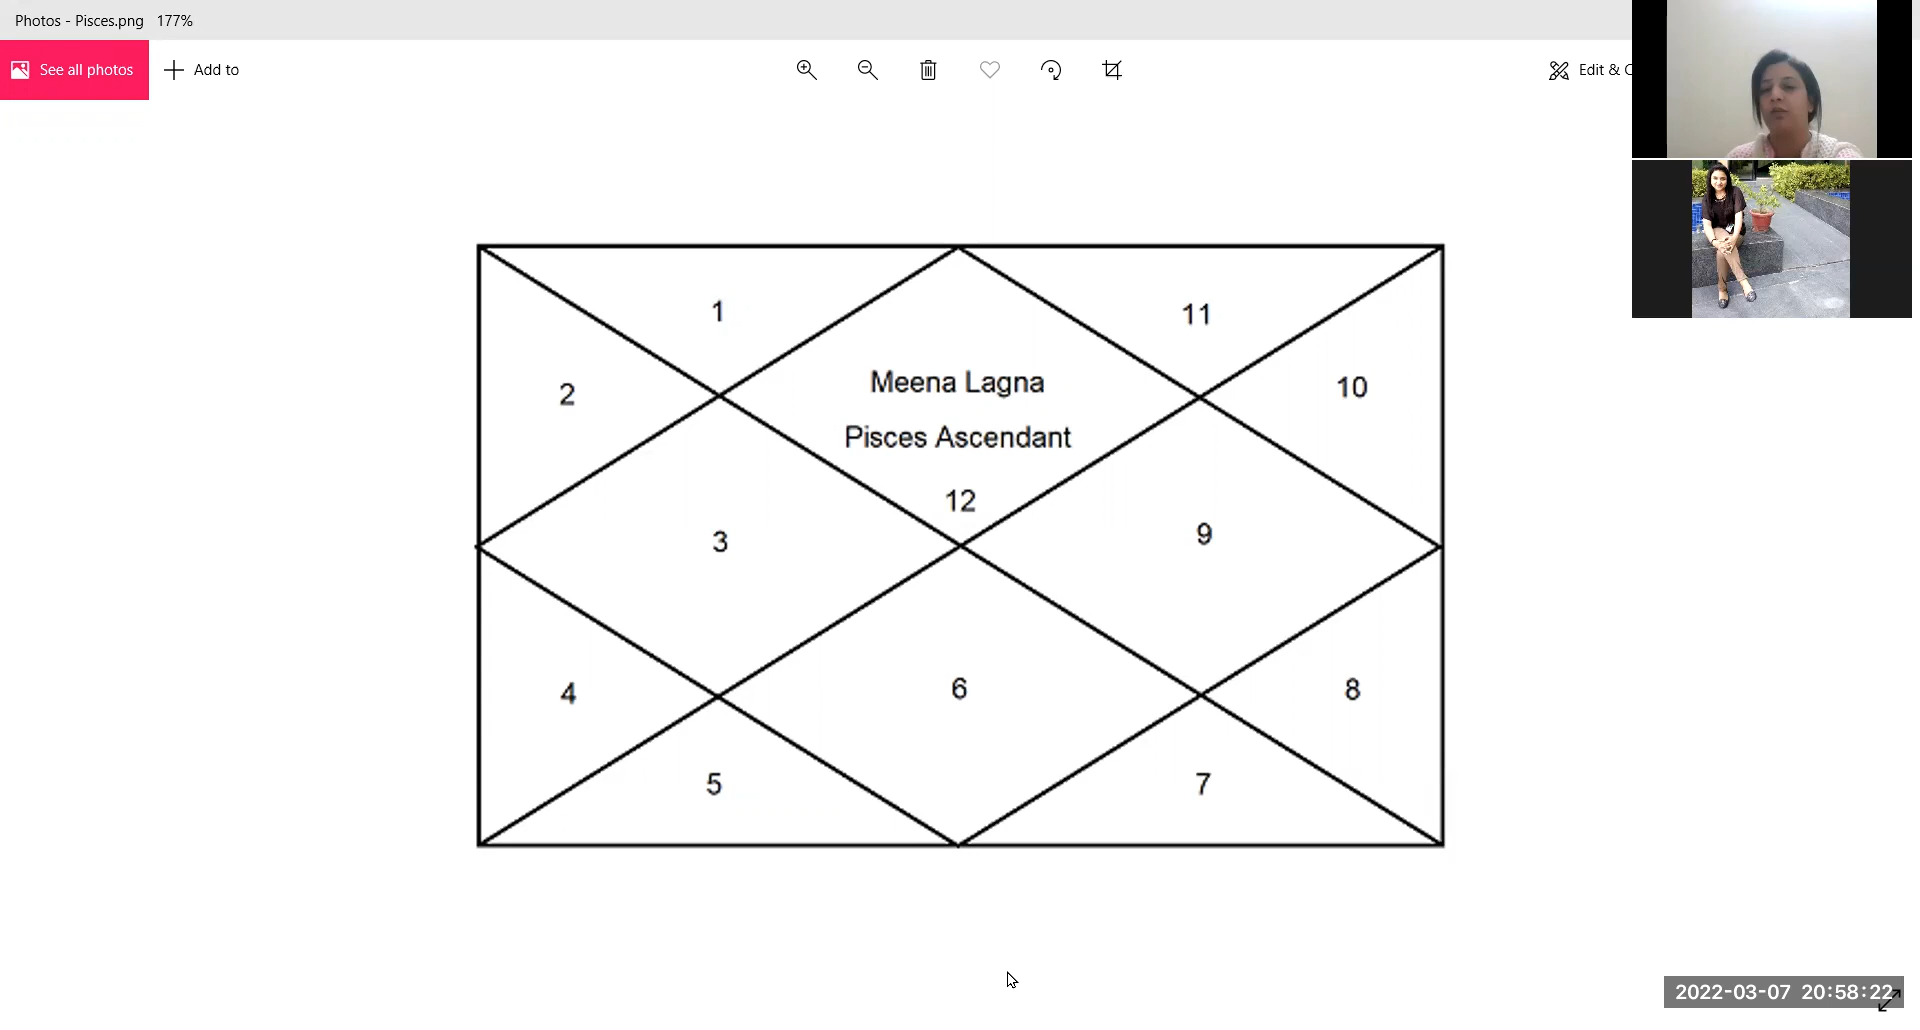 Photos - Pisces.png 177%
See all photos
Add to
Edit & C
1
11
2
Meena Lagna
10
Pisces Ascendant
12
3
9
4
6
8
5
7
2022-03-07 20:58:22